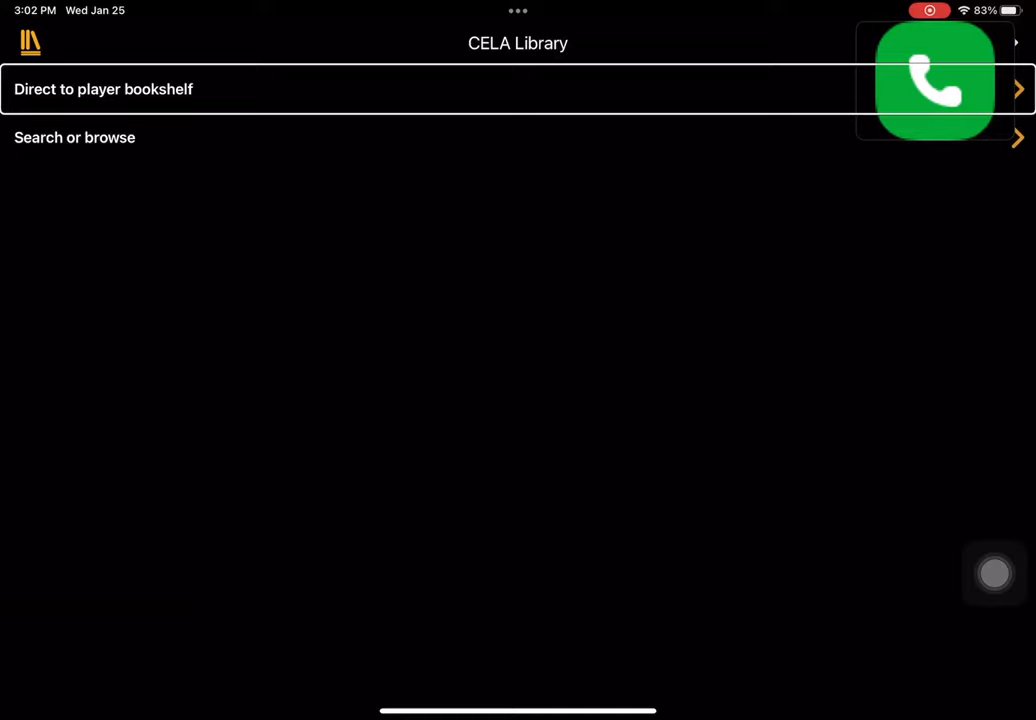 3:02 PM Wed Jan 25
83%
CELA Library
Direct to player bookshelf
Search or browse